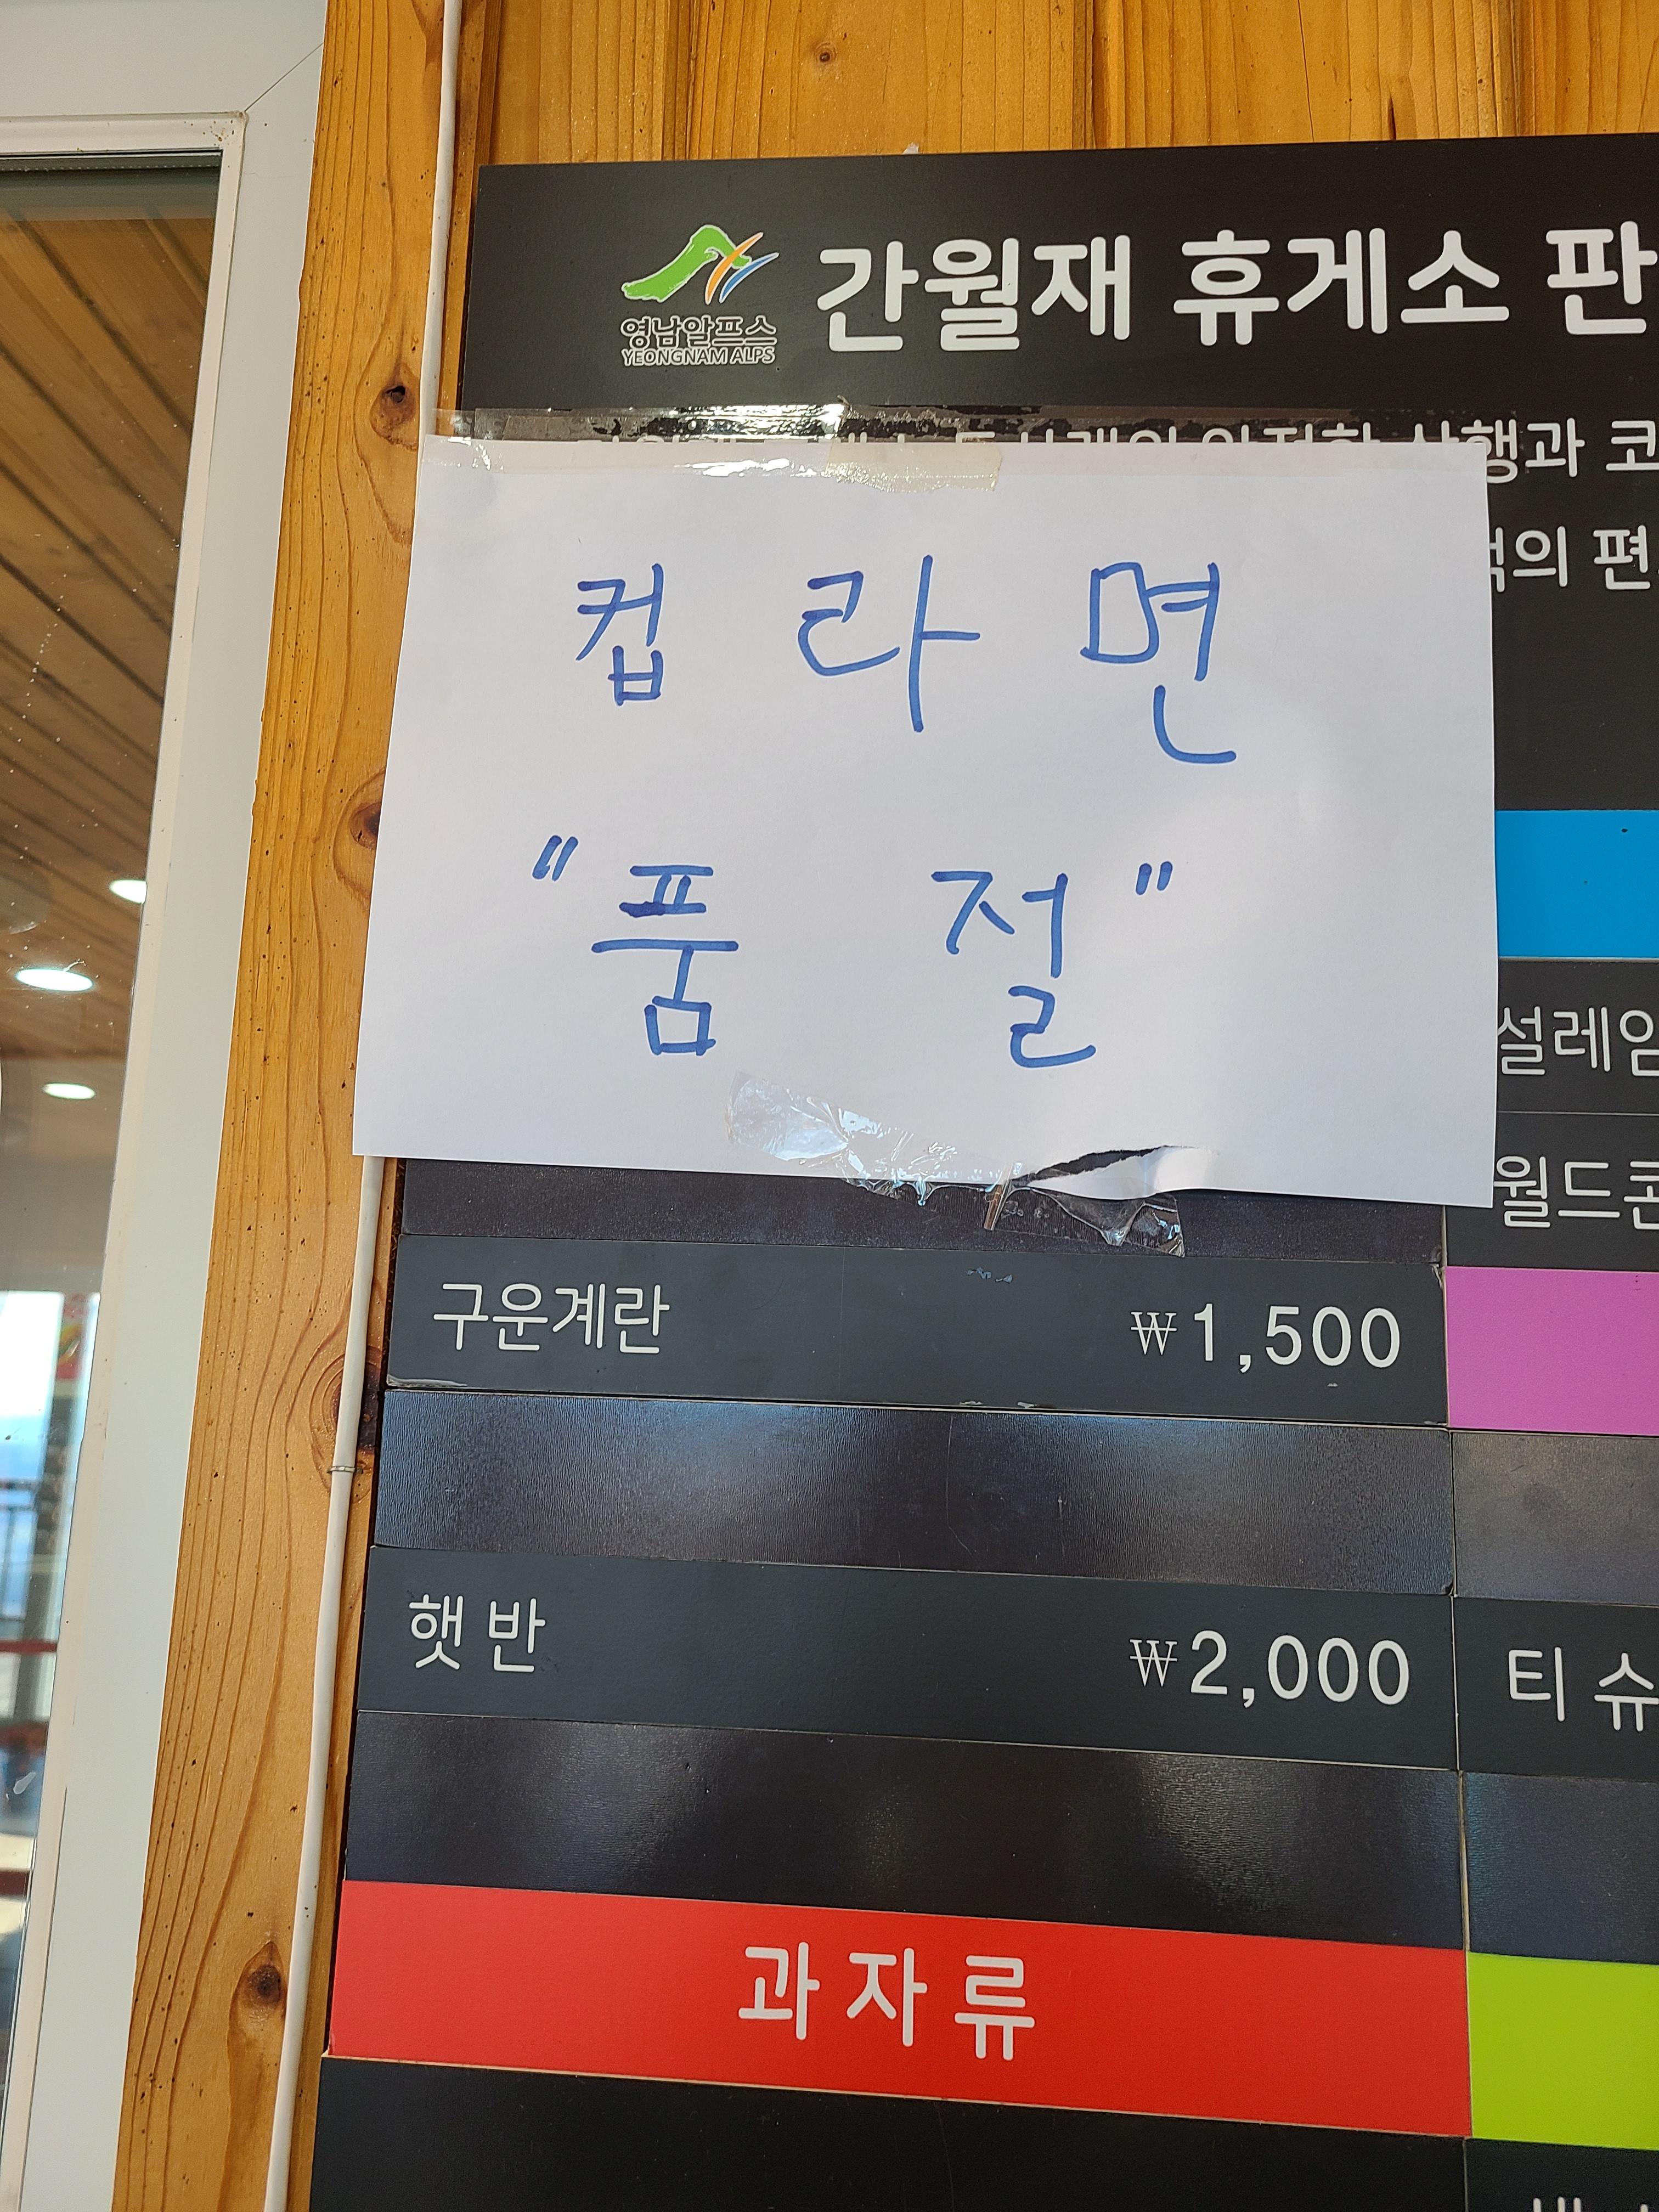 영남알프스
YEONGNAM ALPS
간월재 휴게소
컵라면
"품절"
구운계란 ₩1,500
햇반 ₩2,000
과자류
설레임
월드콘
티슈